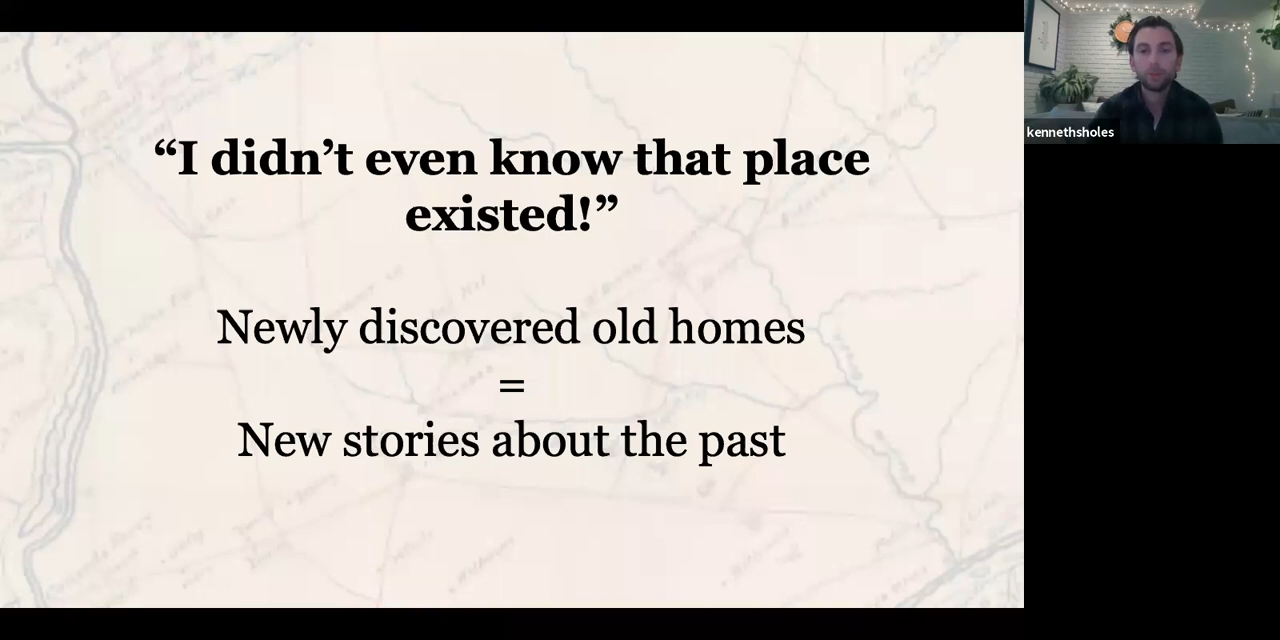 “I didn’t even know that place
existed!”
Newly discovered old homes
=
New stories about the past
kennethsholes